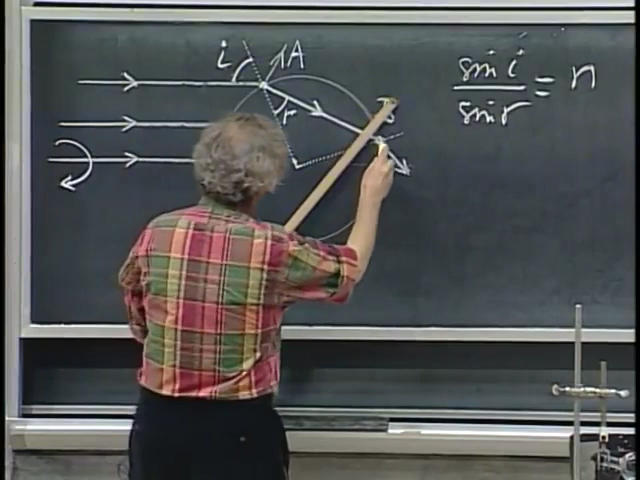 i A
r
sin i
sin r
= n